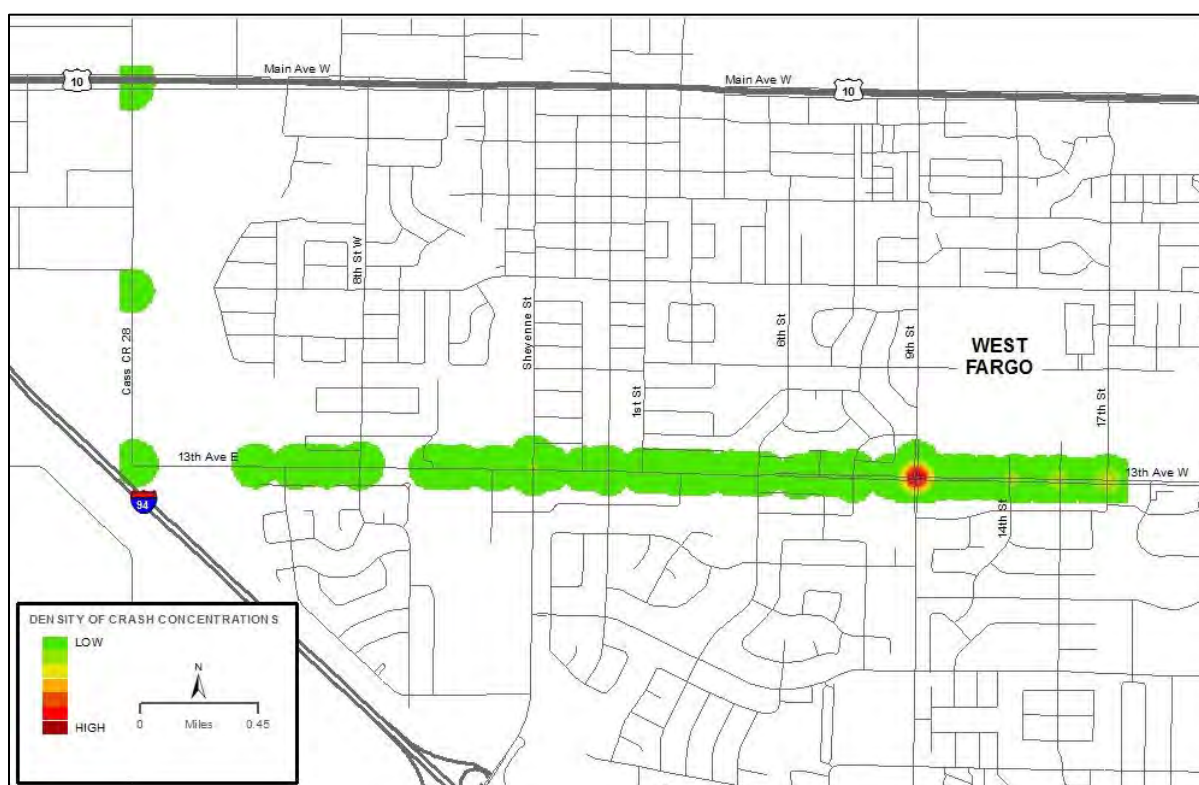 Main Ave W
10
Main Ave W
10
8th St W
Cass CR 28
Sheyenne St
1st St
6th St
9th St
WEST
FARGO
17th St
13th Ave E
13th Ave W
94
14th St
DENSITY OF CRASH CONCENTRATIONS
LOW
HIGH
N
0 Miles 0.45